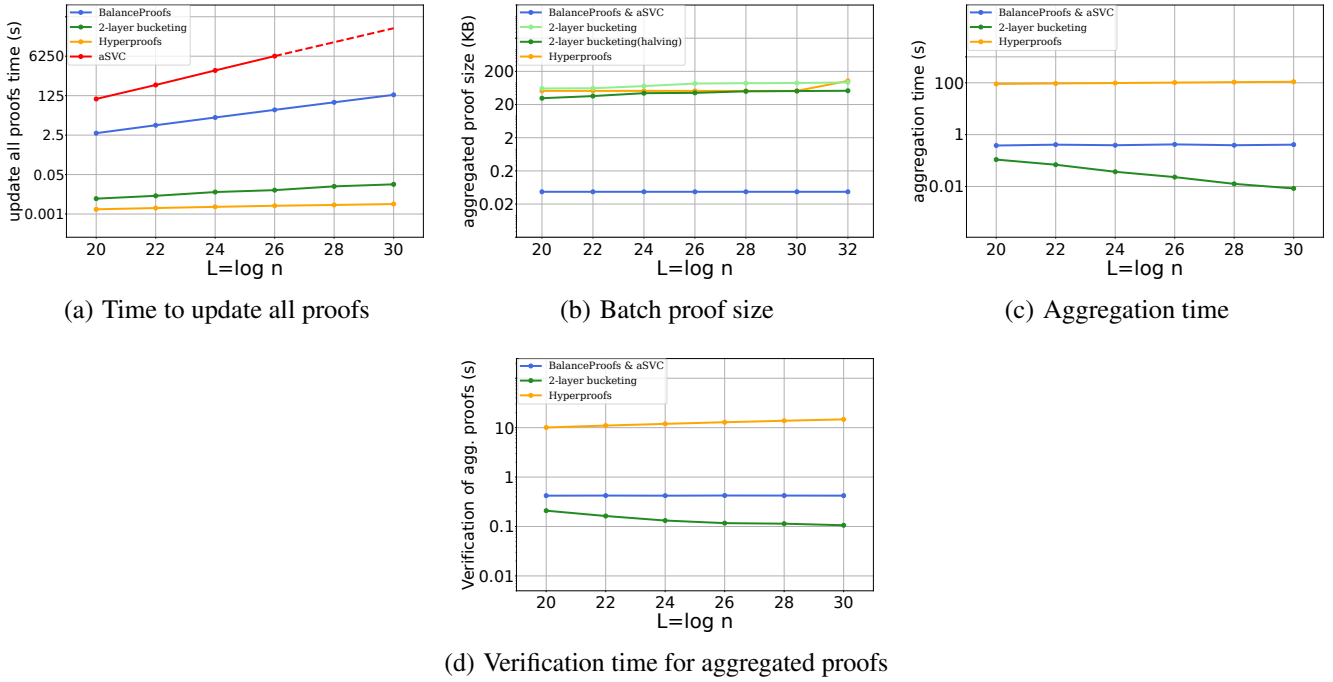 BalanceProofs
2-layer bucketing
Hyperproofs
aSVC
update all proofs time (s)
6250
125
2.5
0.05
0.001
20 22 24 26 28 30
L=log n
(a) Time to update all proofs
BalanceProofs & aSVC
2-layer bucketing
2-layer bucketing(halving)
Hyperproofs
aggregated proof size (KB)
200
20
2
0.2
0.02
20 22 24 26 28 30 32
L=log n
(b) Batch proof size
BalanceProofs & aSVC
2-layer bucketing
Hyperproofs
aggregation time (s)
100
1
0.01
20 22 24 26 28 30
L=log n
(c) Aggregation time
BalanceProofs & aSVC
2-layer bucketing
Hyperproofs
Verification of agg. proofs (s)
10
1
0.1
0.01
20 22 24 26 28 30
L=log n
(d) Verification time for aggregated proofs